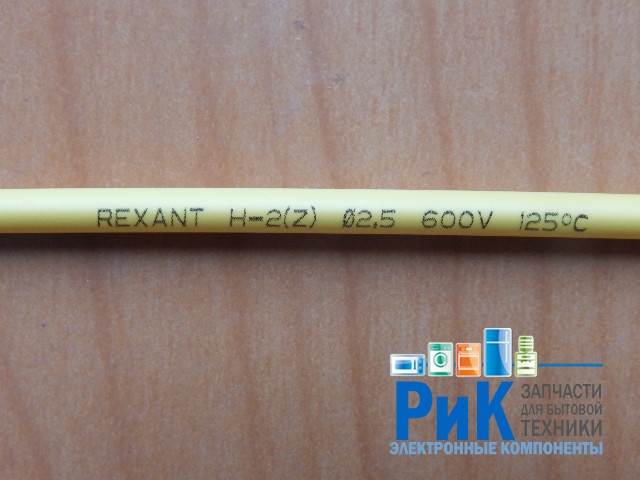 REXANT H-2(Z) Ø2,5 600V 125°C
РиК
ЗАПЧАСТИ
ДЛЯ БЫТОВОЙ
ТЕХНИКИ
ЭЛЕКТРОННЫЕ КОМПОНЕНТЫ